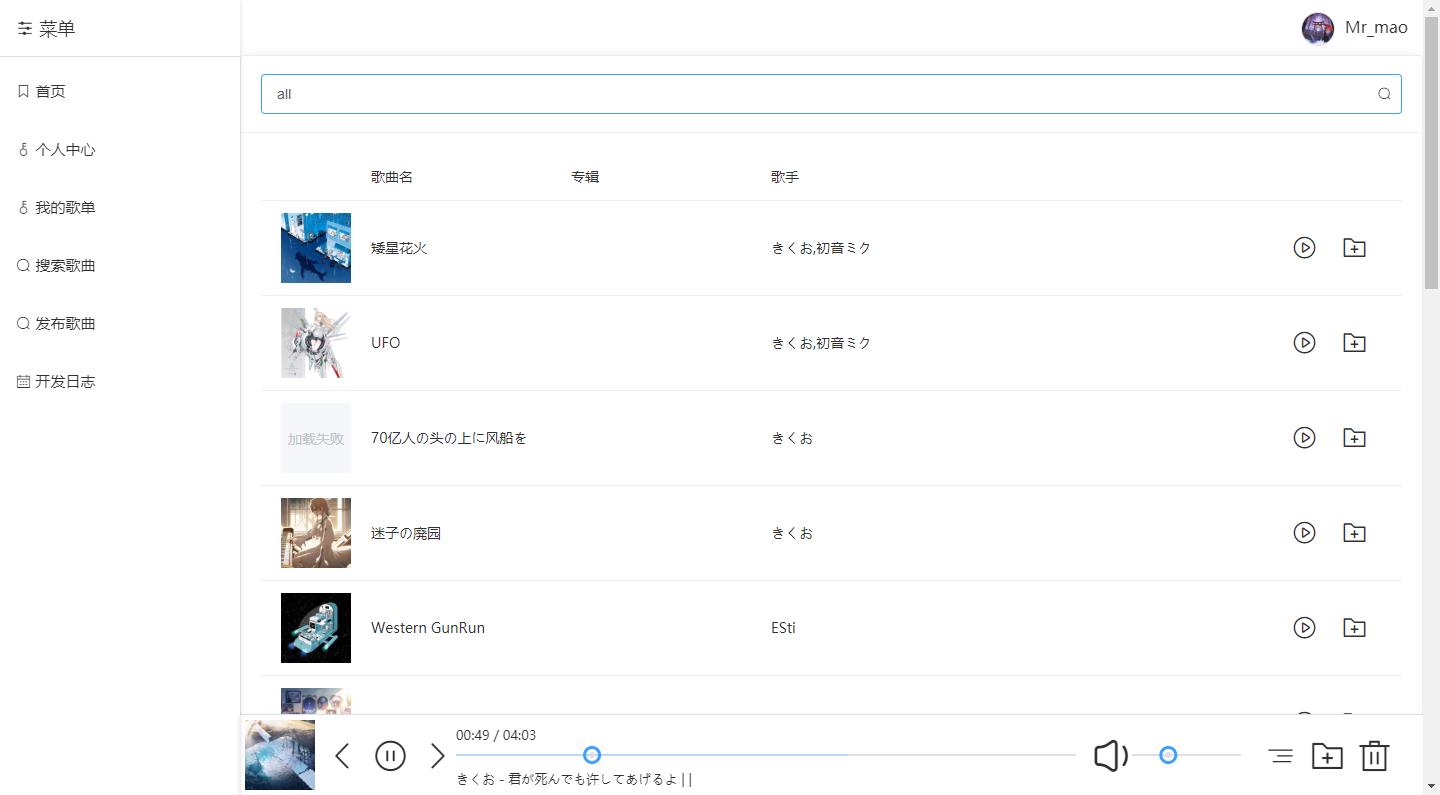 菜单
Mr_mao
首页
个人中心
我的歌单
搜索歌曲
发布歌曲
开发日志
all
歌曲名 专辑 歌手
矮星花火 きくお,初音ミク
UFO きくお,初音ミク
加载失败 70亿人の头の上に风船を きくお
迷子の廃园 きくお
Western GunRun ESti
00:49 / 04:03
きくお - 君が死んでも许してあげるよ | |